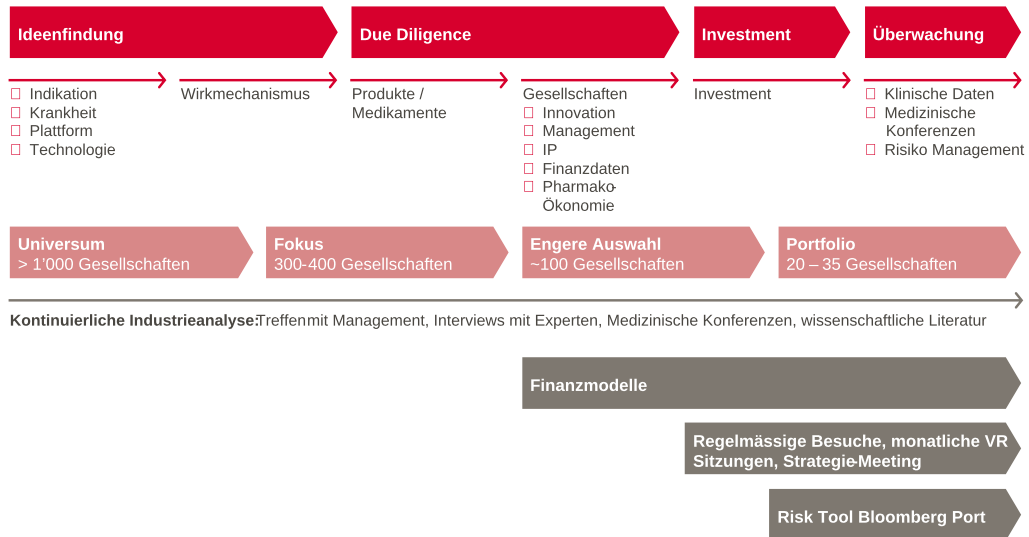 Ideenfindung
Due Diligence
Investment
Überwachung
Indikation
Krankheit
Plattform
Technologie
Wirkmechanismus
Produkte /
Medikamente
Gesellschaften
Innovation
Management
IP
Finanzdaten
Pharmako-
Ökonomie
Investment
Klinische Daten
Medizinische
Konferenzen
Risiko Management
Universum
> 1’000 Gesellschaften
Fokus
300-400 Gesellschaften
Engere Auswahl
~100 Gesellschaften
Portfolio
20 – 35 Gesellschaften
Kontinuierliche Industrieanalyse: Treffen mit Management, Interviews mit Experten, Medizinische Konferenzen, wissenschaftliche Literatur
Finanzmodelle
Regelmässige Besuche, monatliche VR
Sitzungen, Strategie-Meeting
Risk Tool Bloomberg Port